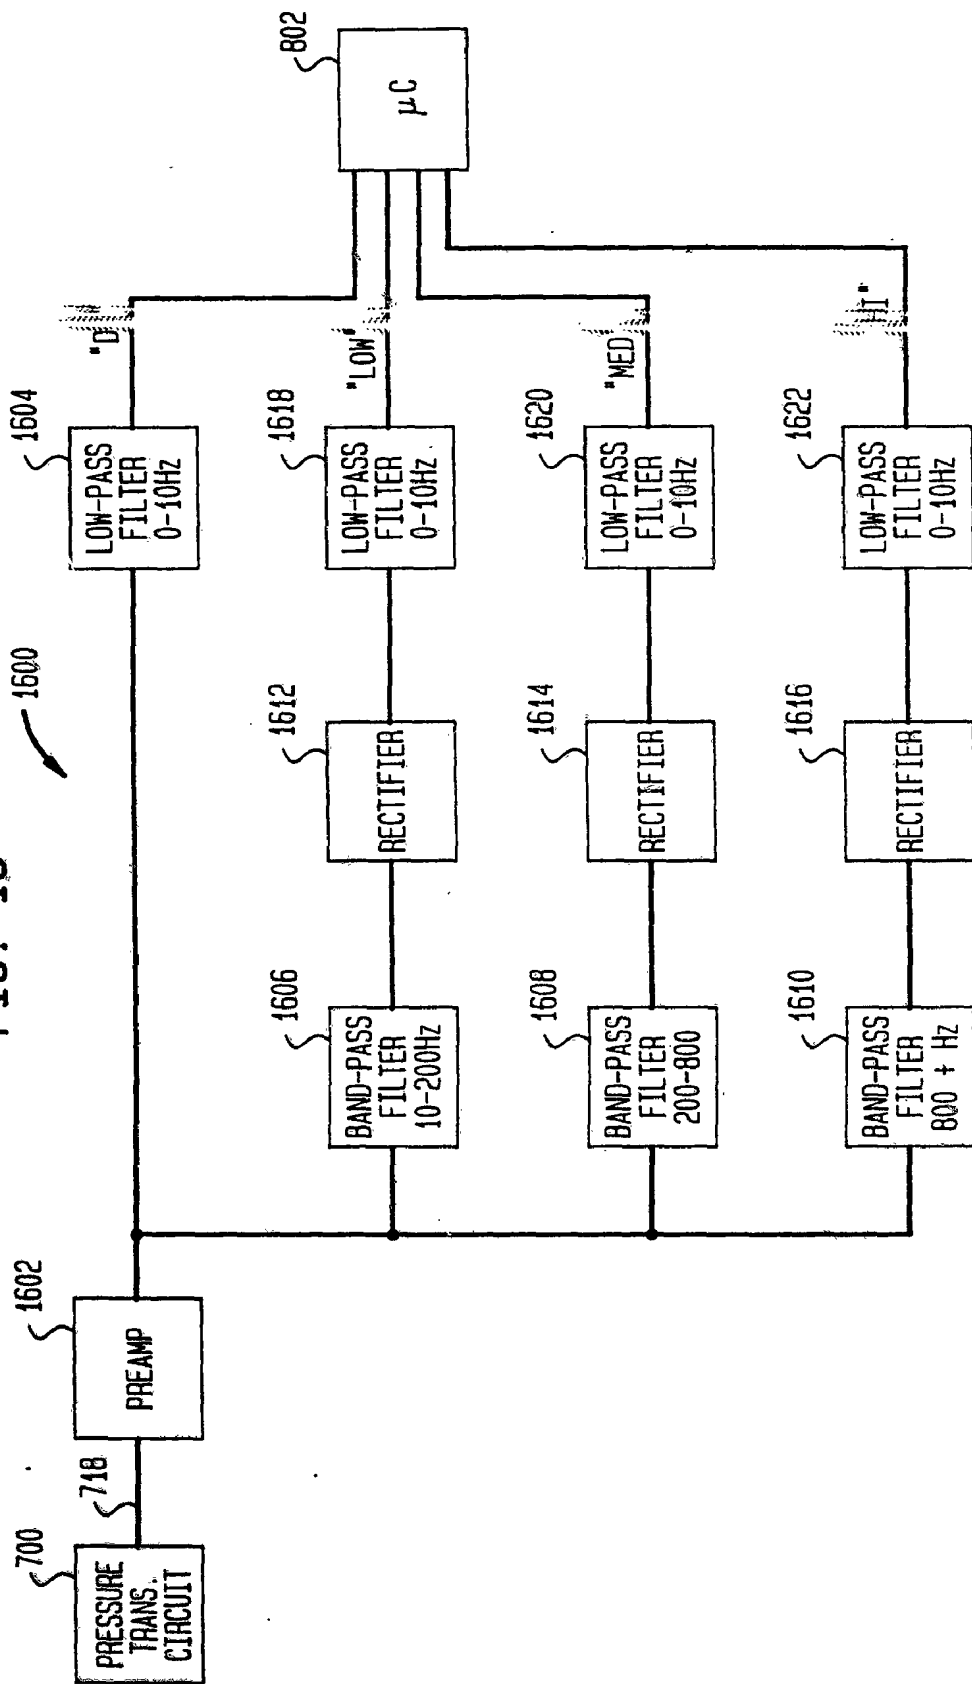 1600
700
PRESSURE
TRANS.
CIRCUIT
718
1602
PREAMP
1604
LOW-PASS
FILTER
0-10Hz
1606
BAND-PASS
FILTER
10-200Hz
1612
RECTIFIER
1618
LOW-PASS
FILTER
0-10Hz
"LOW"
1608
BAND-PASS
FILTER
200-800
1614
RECTIFIER
1620
LOW-PASS
FILTER
0-10Hz
"MED
1610
BAND-PASS
FILTER
800 + Hz
1616
RECTIFIER
1622
LOW-PASS
FILTER
0-10Hz
HI"
802
μC